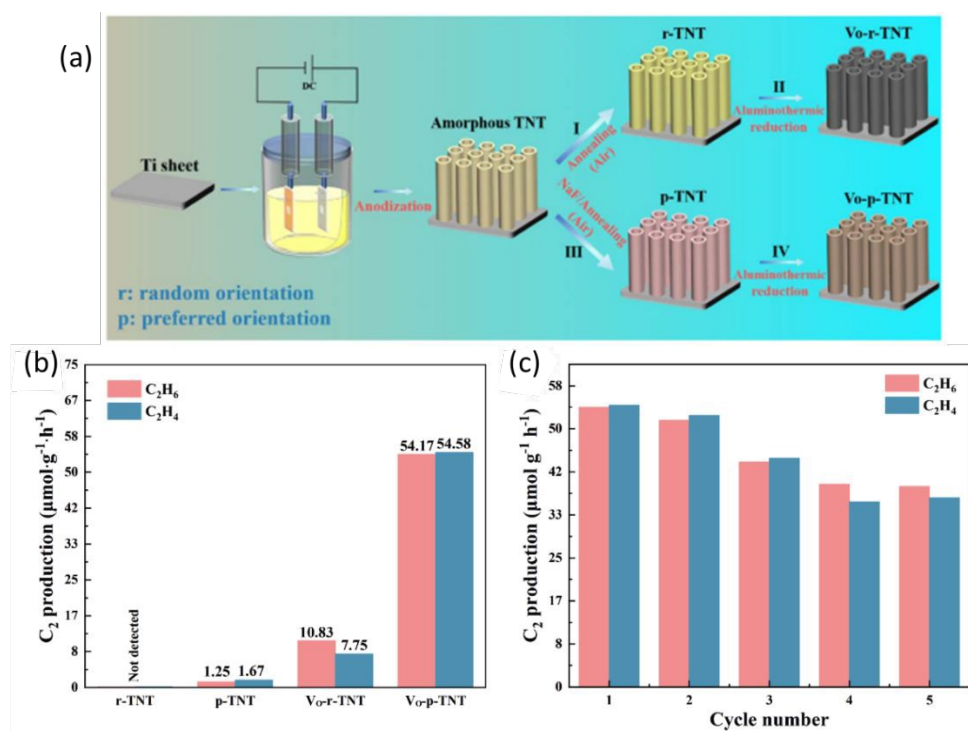 (a)
DC
Ti sheet
Anodization
Amorphous TNT
I
Annealing
(Air)
NaF/Annealing
(Air)
III
r-TNT
II
Aluminothermic
reduction
Vo-r-TNT
p-TNT
IV
Aluminothermic
reduction
Vo-p-TNT
r: random orientation
p: preferred orientation
(b)
C₂ production (μmol·g⁻¹·h⁻¹)
75
67
58
50
42
33
25
17
8
0
C₂H₆
C₂H₄
Not detected
1.25 1.67
10.83
7.75
54.17 54.58
r-TNT p-TNT V₀-r-TNT V₀-p-TNT
(c)
C₂ production (μmol g⁻¹ h⁻¹)
58
50
42
33
25
17
8
0
C₂H₆
C₂H₄
1 2 3 4 5
Cycle number